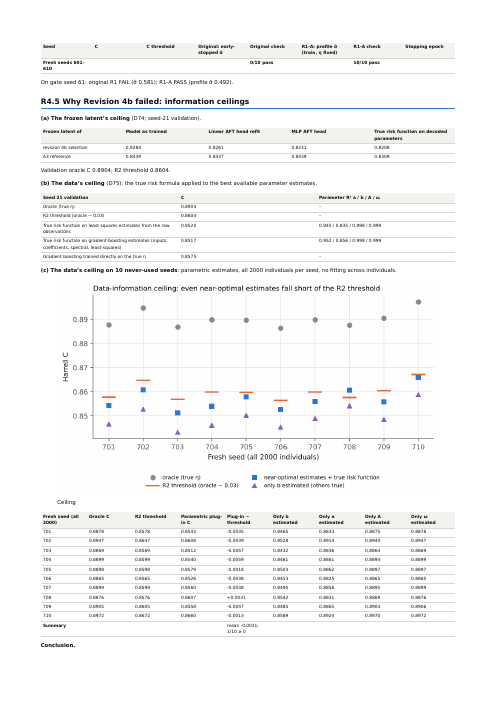 Seed C C threshold Original: early-stopped σ̂ Original check R1-A: profile σ̂ (train, η fixed) R1-A check Stopping epoch
Fresh seeds 601–610 0/10 pass 10/10 pass
On gate seed 61: original R1 FAIL (σ̂ 0.581); R1-A PASS (profile σ̂ 0.492).
R4.5 Why Revision 4b failed: information ceilings
(a) The frozen latent's ceiling (D74; seed-21 validation).
Frozen latent of Model as trained Linear AFT head refit MLP AFT head True risk function on decoded parameters
revision 4b selection 0.8284 0.8261 0.8231 0.8208
A3 reference 0.8439 0.8437 0.8439 0.8309
Validation oracle C 0.8904; R2 threshold 0.8604.
(b) The data's ceiling (D75): the true risk formula applied to the best available parameter estimates.
Seed 21 validation C Parameter R² a / b / A / ω
Oracle (true η) 0.8904 –
R2 threshold (oracle − 0.03) 0.8604 –
True risk function on least-squares estimates from the raw observations 0.8520 0.945 / 0.835 / 0.998 / 0.999
True risk function on gradient-boosting estimates (inputs: coefficients, spectral, least-squares) 0.8517 0.952 / 0.856 / 0.998 / 0.999
Gradient boosting trained directly on the true η 0.8575 –
(c) The data's ceiling on 10 never-used seeds: parametric estimates, all 2000 individuals per seed, no fitting across individuals.
Data-information ceiling: even near-optimal estimates fall short of the R2 threshold
Harrell C
0.89
0.88
0.87
0.86
0.85
701 702 703 704 705 706 707 708 709 710
Fresh seed (all 2000 individuals)
oracle (true η) near-optimal estimates + true risk function
R2 threshold (oracle − 0.03) only b estimated (others true)
Ceiling
Fresh seed (all 2000) Oracle C R2 threshold Parametric plug-in C Plug-in − threshold Only b estimated Only a estimated Only A estimated Only ω estimated
701 0.8878 0.8578 0.8543 -0.0035 0.8465 0.8833 0.8875 0.8878
702 0.8947 0.8647 0.8608 -0.0039 0.8528 0.8914 0.8944 0.8947
703 0.8869 0.8569 0.8512 -0.0057 0.8432 0.8836 0.8864 0.8869
704 0.8899 0.8599 0.8540 -0.0059 0.8461 0.8861 0.8894 0.8899
705 0.8898 0.8598 0.8579 -0.0018 0.8503 0.8862 0.8897 0.8897
706 0.8865 0.8565 0.8526 -0.0038 0.8453 0.8825 0.8865 0.8865
707 0.8899 0.8599 0.8560 -0.0038 0.8490 0.8856 0.8895 0.8899
708 0.8876 0.8576 0.8607 +0.0031 0.8542 0.8831 0.8869 0.8876
709 0.8905 0.8605 0.8558 -0.0047 0.8485 0.8865 0.8903 0.8906
710 0.8972 0.8672 0.8660 -0.0013 0.8589 0.8924 0.8970 0.8972
Summary mean -0.0031; 1/10 ≥ 0
Conclusion.